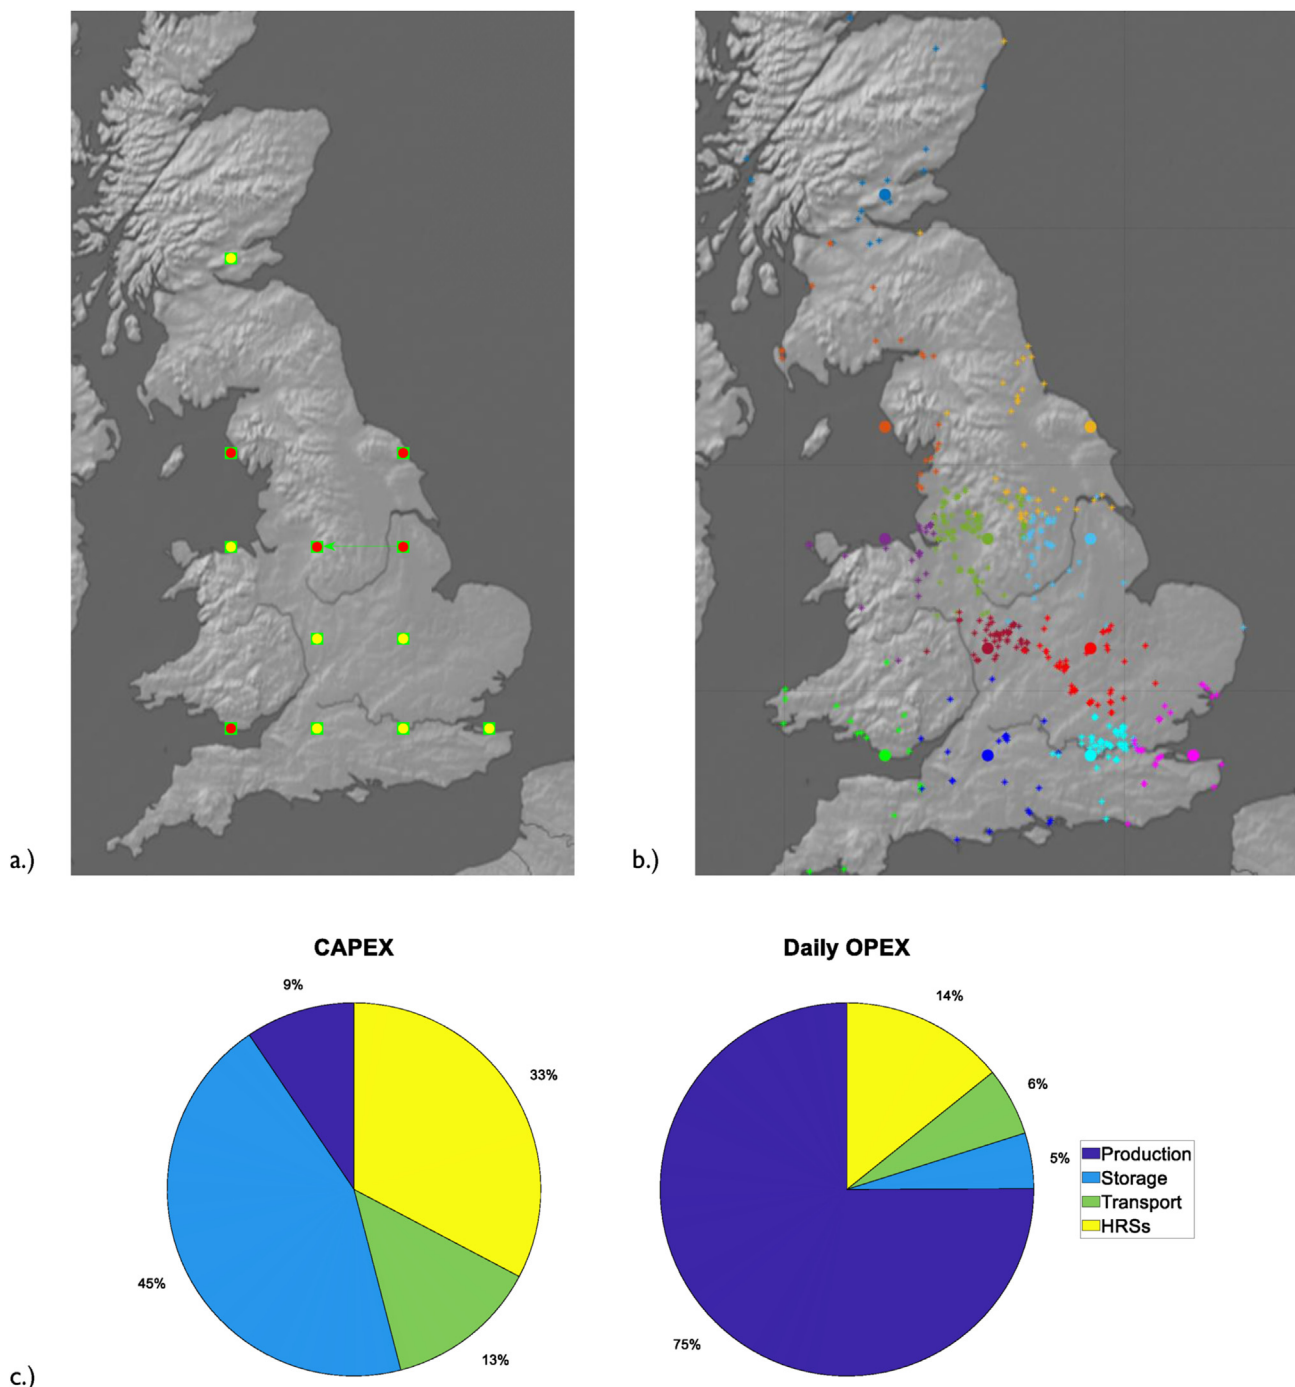 a.)
b.)
CAPEX
Daily OPEX
9%
33%
45%
13%
14%
6%
5%
75%
Production
Storage
Transport
HRSs
c.)